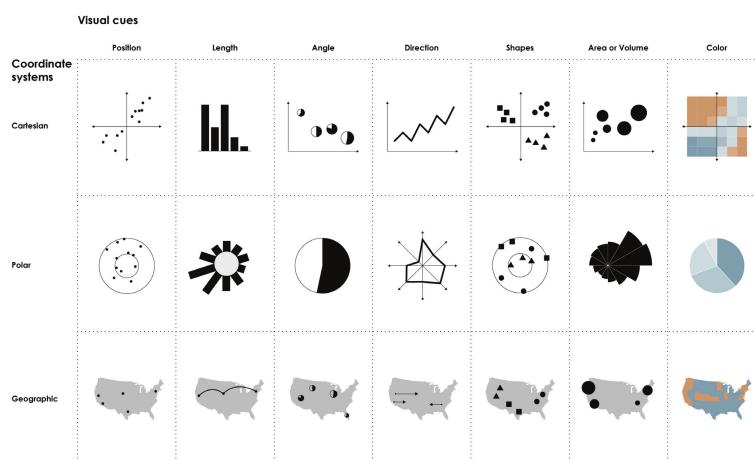 Visual cues
Position Length Angle Direction Shapes Area or Volume Color
Coordinate
systems
Cartesian
Polar
Geographic